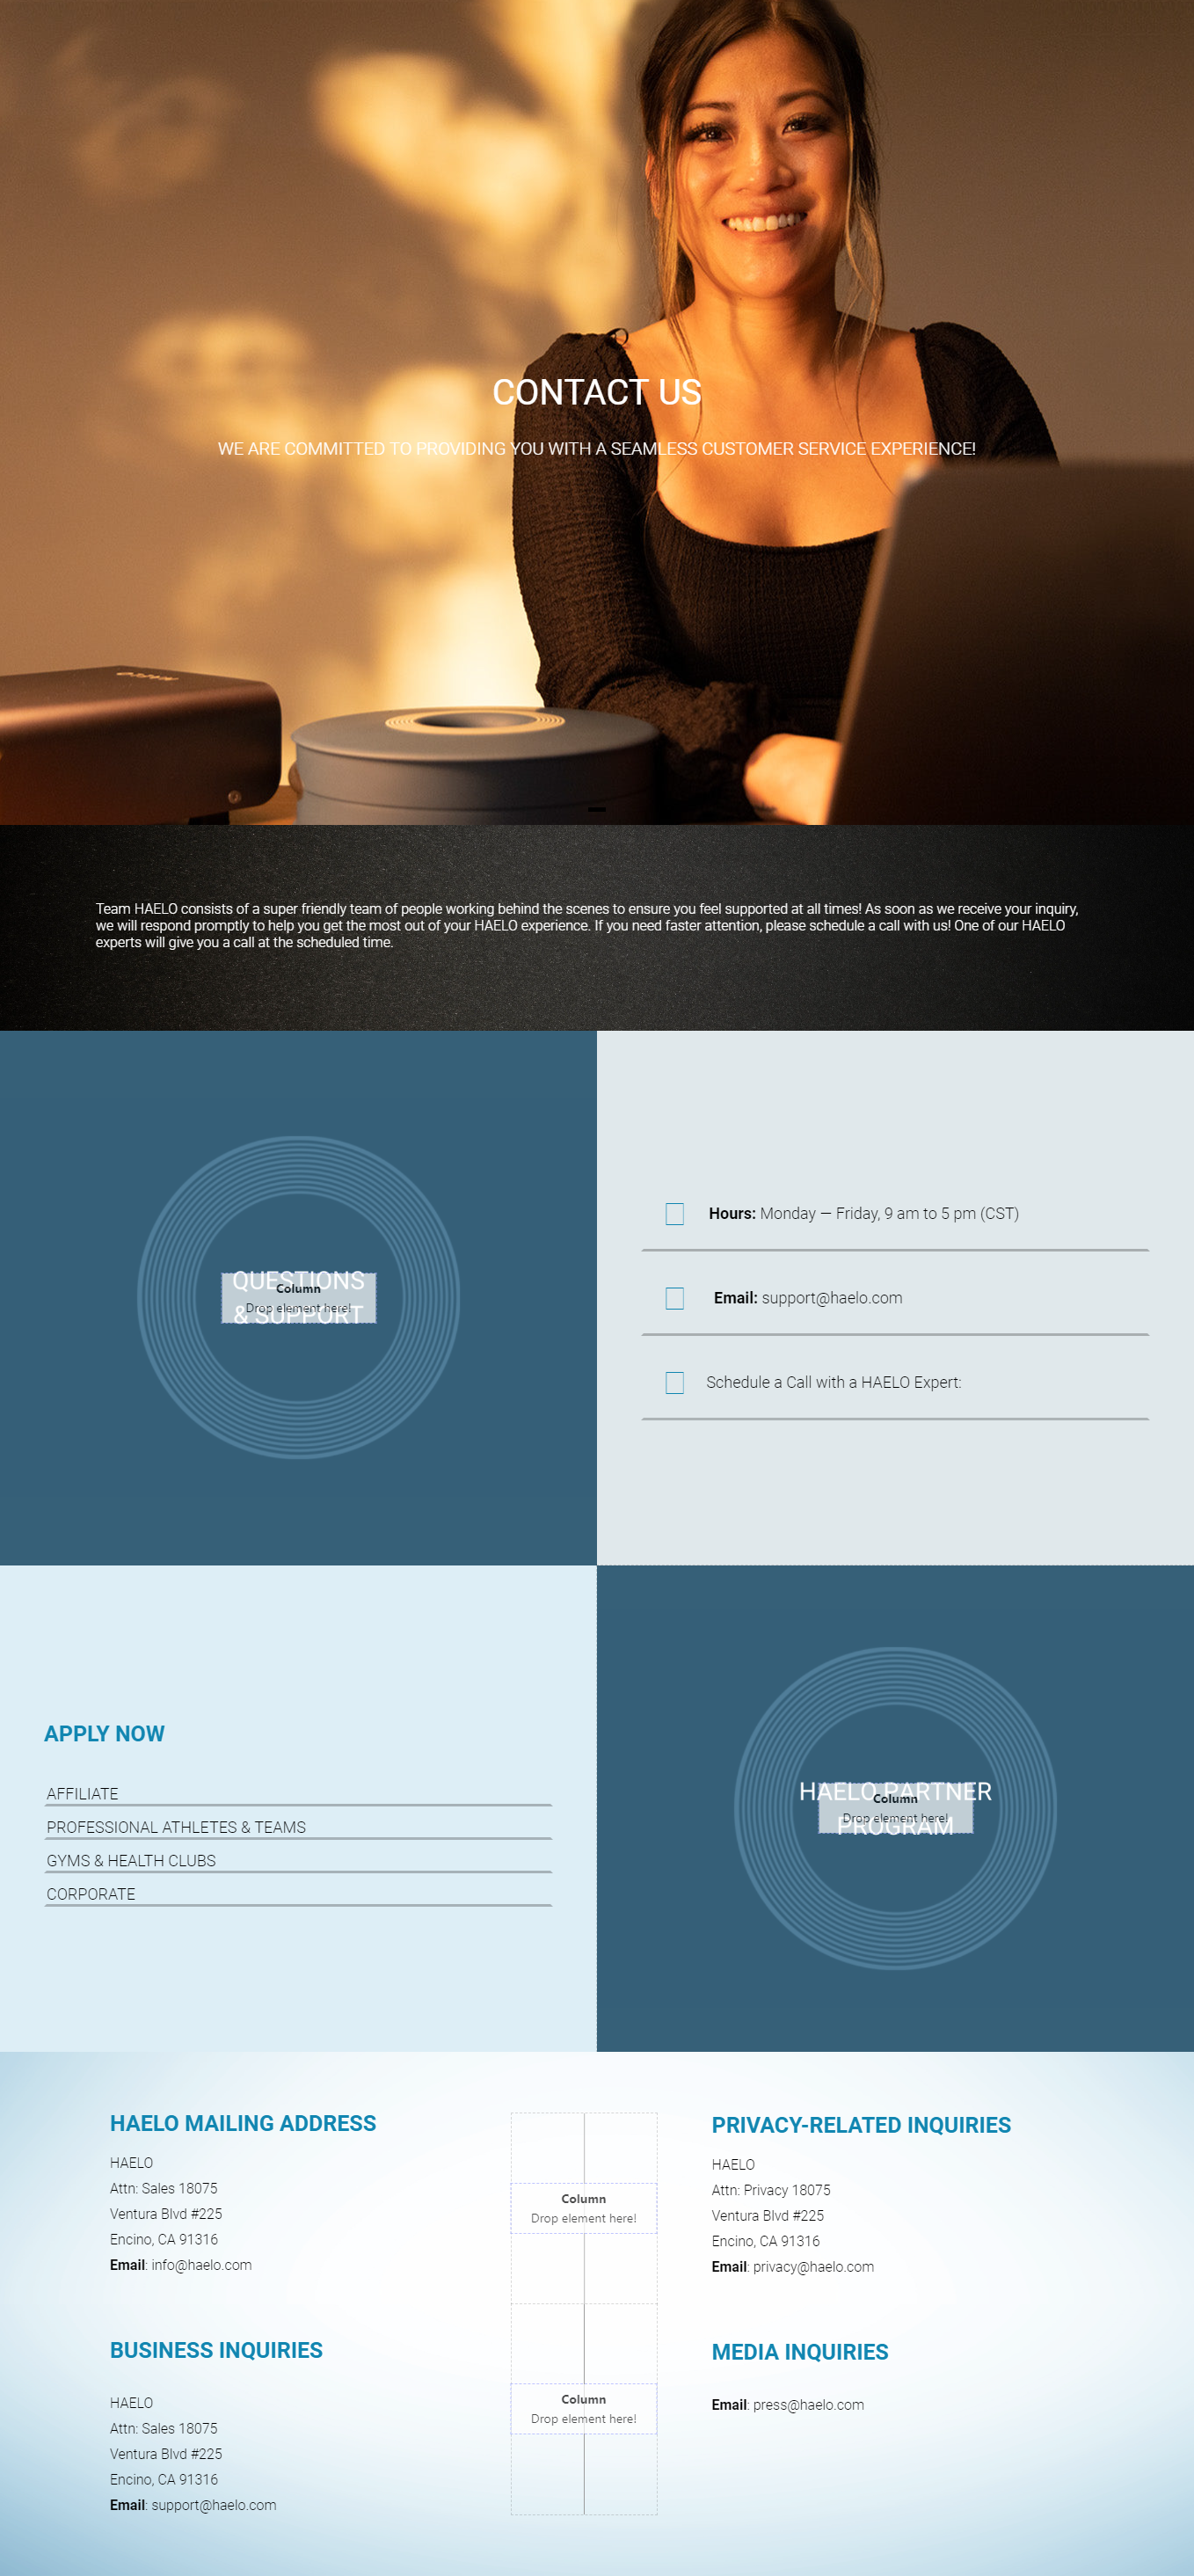 CONTACT US
WE ARE COMMITTED TO PROVIDING YOU WITH A SEAMLESS CUSTOMER SERVICE EXPERIENCE!
HAELO
Team HAELO consists of a super friendly team of people working behind the scenes to ensure you feel supported at all times! As soon as we receive your inquiry,
we will respond promptly to help you get the most out of your HAELO experience. If you need faster attention, please schedule a call with us! One of our HAELO
experts will give you a call at the scheduled time.
QUESTIONS
& SUPPORT
Column
Drop element here!
Hours: Monday — Friday, 9 am to 5 pm (CST)
Email: support@haelo.com
Schedule a Call with a HAELO Expert:
APPLY NOW
AFFILIATE
PROFESSIONAL ATHLETES & TEAMS
GYMS & HEALTH CLUBS
CORPORATE
HAELO PARTNER
PROGRAM
Column
Drop element here!
HAELO MAILING ADDRESS
HAELO
Attn: Sales 18075
Ventura Blvd #225
Encino, CA 91316
Email: info@haelo.com
Column
Drop element here!
PRIVACY-RELATED INQUIRIES
HAELO
Attn: Privacy 18075
Ventura Blvd #225
Encino, CA 91316
Email: privacy@haelo.com
BUSINESS INQUIRIES
HAELO
Attn: Sales 18075
Ventura Blvd #225
Encino, CA 91316
Email: support@haelo.com
Column
Drop element here!
MEDIA INQUIRIES
Email: press@haelo.com